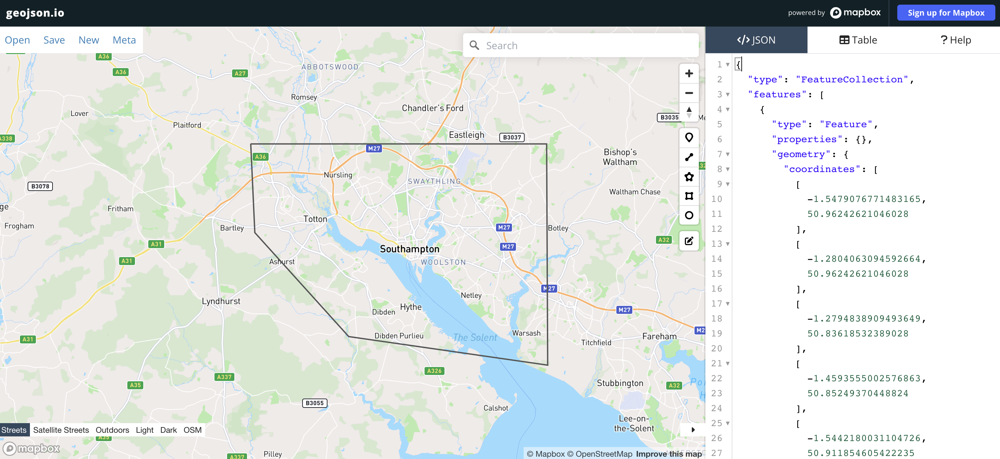 geojson.io
powered by mapbox
Sign up for Mapbox
Open Save New Meta
Search
</> JSON
Table
? Help
A36
A36
A27
ABBOTSWOOD
Romsey
Chandler's Ford
Lover
Plaitford
B3035
A338
Eastleigh
B3037
M27
A36
Bishop's
Waltham
Nursling
SWAYTHLING
B3078
Waltham Chase
Fritham
Totton
Frogham
Bartley
M27
Botley
A31
M27
A32
Southampton
A31
Ashurst
WOOLSTON
M27
Netley
Lyndhurst
Hythe
Dibden
M27
A31
Dibden Purlieu
The Solent
Warsash
Fareham
Titchfield
A326
A337
A35
Stubbington
A32
B3055
Calshot
Lee-on-
the-Solent
Streets Satellite Streets Outdoors Light Dark OSM
A35
mapbox
A337
Pilley
© Mapbox © OpenStreetMap Improve this map
1 {
2 "type": "FeatureCollection",
3 "features": [
4 {
5 "type": "Feature",
6 "properties": {},
7 "geometry": {
8 "coordinates": [
9 [
10 -1.5479076771483165,
11 50.96242621046028
12 ],
13 [
14 -1.2804063094592664,
15 50.96242621046028
16 ],
17 [
18 -1.2794838909493649,
19 50.83618532389028
20 ],
21 [
22 -1.4593555002576863,
23 50.85249370448824
24 ],
25 [
26 -1.5442180031104726,
27 50.911854605422235